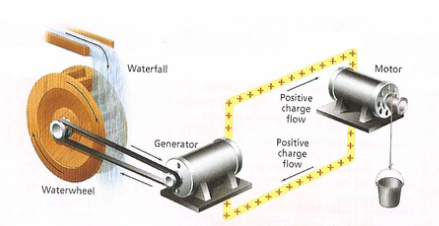 Waterfall
Motor
Positive
charge
flow
Generator
Positive
charge
flow
Waterwheel